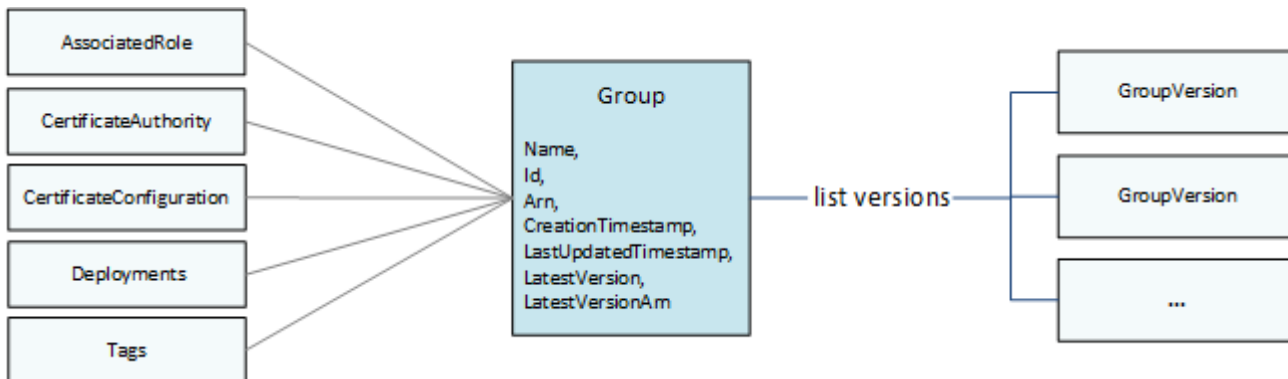 AssociatedRole
CertificateAuthority
CertificateConfiguration
Deployments
Tags
Group
Name,
Id,
Arn,
CreationTimestamp,
LastUpdatedTimestamp,
LatestVersion,
LatestVersionArn
list versions
GroupVersion
GroupVersion
...